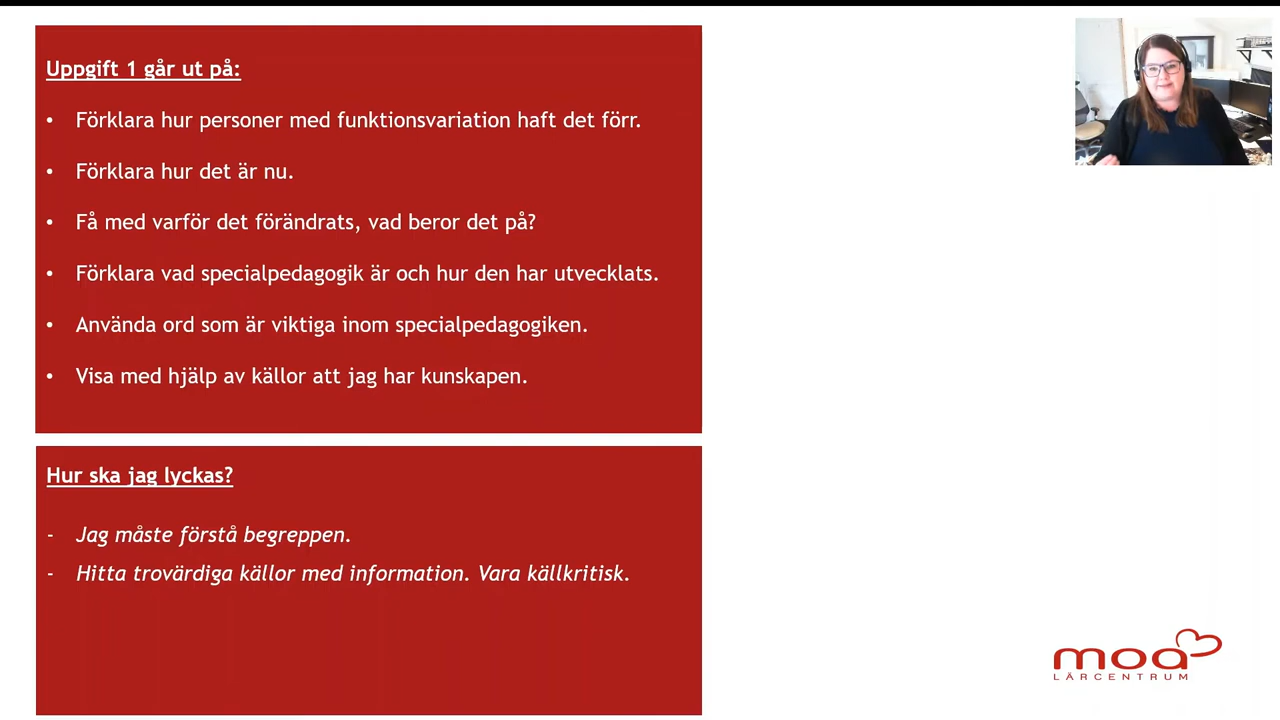 Uppgift 1 går ut på:
• Förklara hur personer med funktionsvariation haft det förr.
• Förklara hur det är nu.
• Få med varför det förändrats, vad beror det på?
• Förklara vad specialpedagogik är och hur den har utvecklats.
• Använda ord som är viktiga inom specialpedagogiken.
• Visa med hjälp av källor att jag har kunskapen.
Hur ska jag lyckas?
- Jag måste förstå begreppen.
- Hitta trovärdiga källor med information. Vara källkritisk.
moa
LÄRCENTRUM